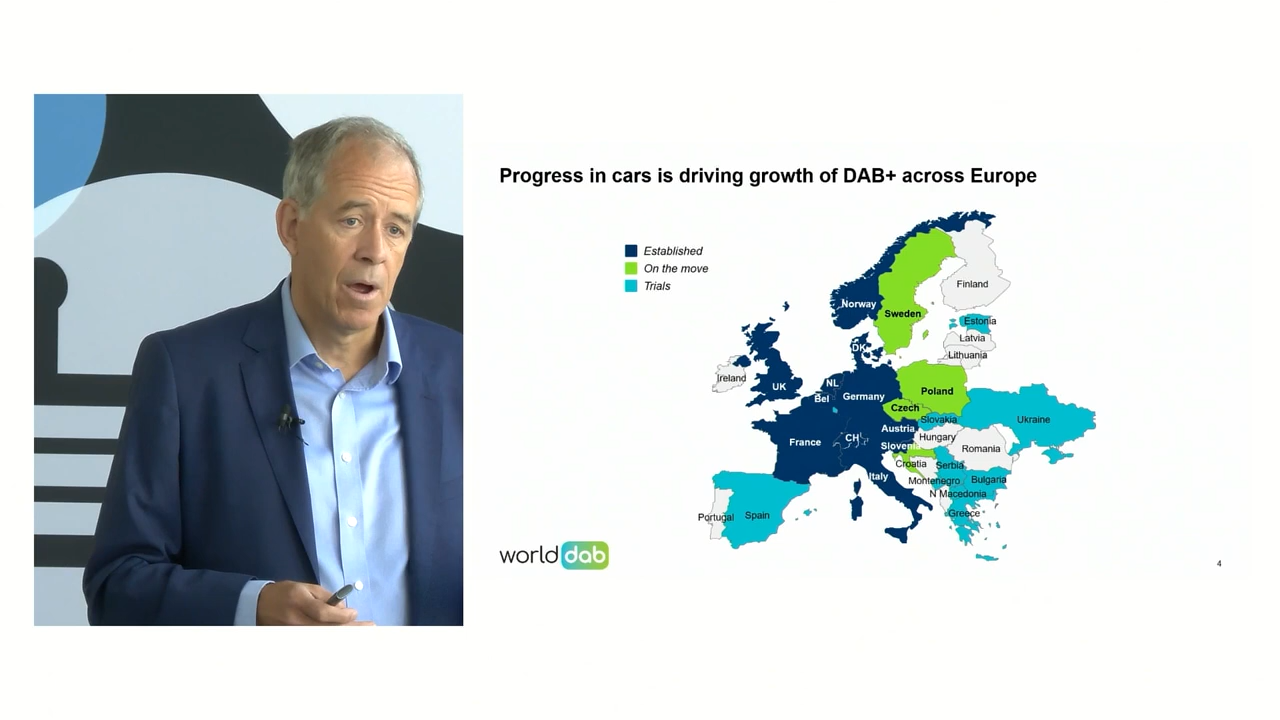 Progress in cars is driving growth of DAB+ across Europe
Established
On the move
Trials
Finland
Norway
Sweden
Estonia
Latvia
DK
Lithuania
Ireland
UK
NL
Bel
Germany
Poland
Czech
Slovakia
Ukraine
France
CH
Austria
Hungary
Slovenia
Romania
Croatia
Serbia
Italy
Montenegro
Bulgaria
N Macedonia
Portugal
Spain
Greece
world dab
4